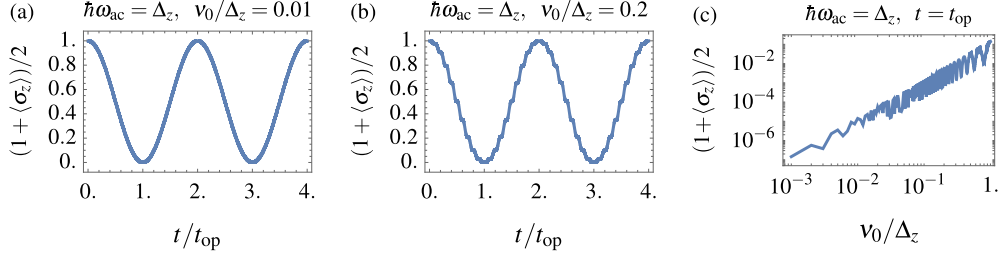 (a) ħω_ac = Δ_z, ν_0/Δ_z = 0.01
(1 + ⟨σ_z⟩)/2
1.
0.8
0.6
0.4
0.2
0.
0. 1. 2. 3. 4.
t/t_op
(b) ħω_ac = Δ_z, ν_0/Δ_z = 0.2
(1 + ⟨σ_z⟩)/2
1.
0.8
0.6
0.4
0.2
0.
0. 1. 2. 3. 4.
t/t_op
(c) ħω_ac = Δ_z, t = t_op
(1 + ⟨σ_z⟩)/2
10^-2
10^-4
10^-6
10^-3 10^-2 10^-1 1.
ν_0/Δ_z